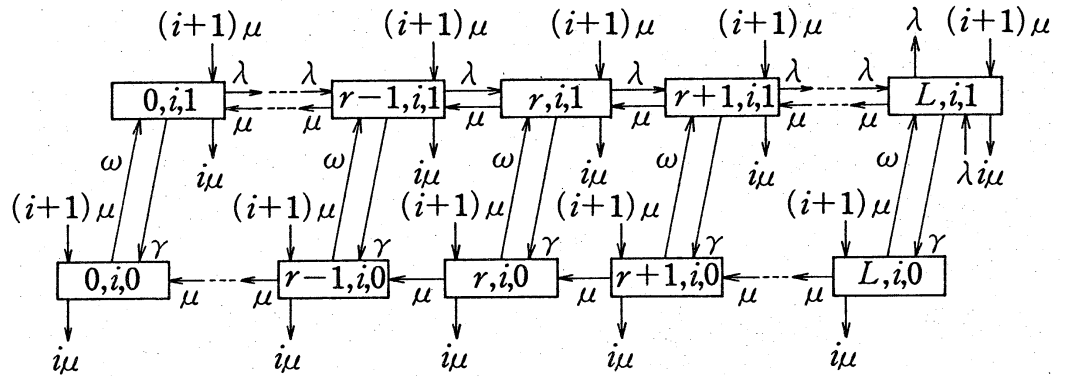 (i+1)μ (i+1)μ (i+1)μ (i+1)μ λ (i+1)μ
λ λ λ λ λ λ
0,i,1 r−1,i,1 r,i,1 r+1,i,1 L,i,1
μ μ μ μ μ μ
ω iμ ω iμ ω iμ ω iμ ω λ iμ
(i+1)μ (i+1)μ (i+1)μ (i+1)μ (i+1)μ
γ γ γ γ γ
0,i,0 r−1,i,0 r,i,0 r+1,i,0 L,i,0
μ μ μ μ μ μ
iμ iμ iμ iμ iμ